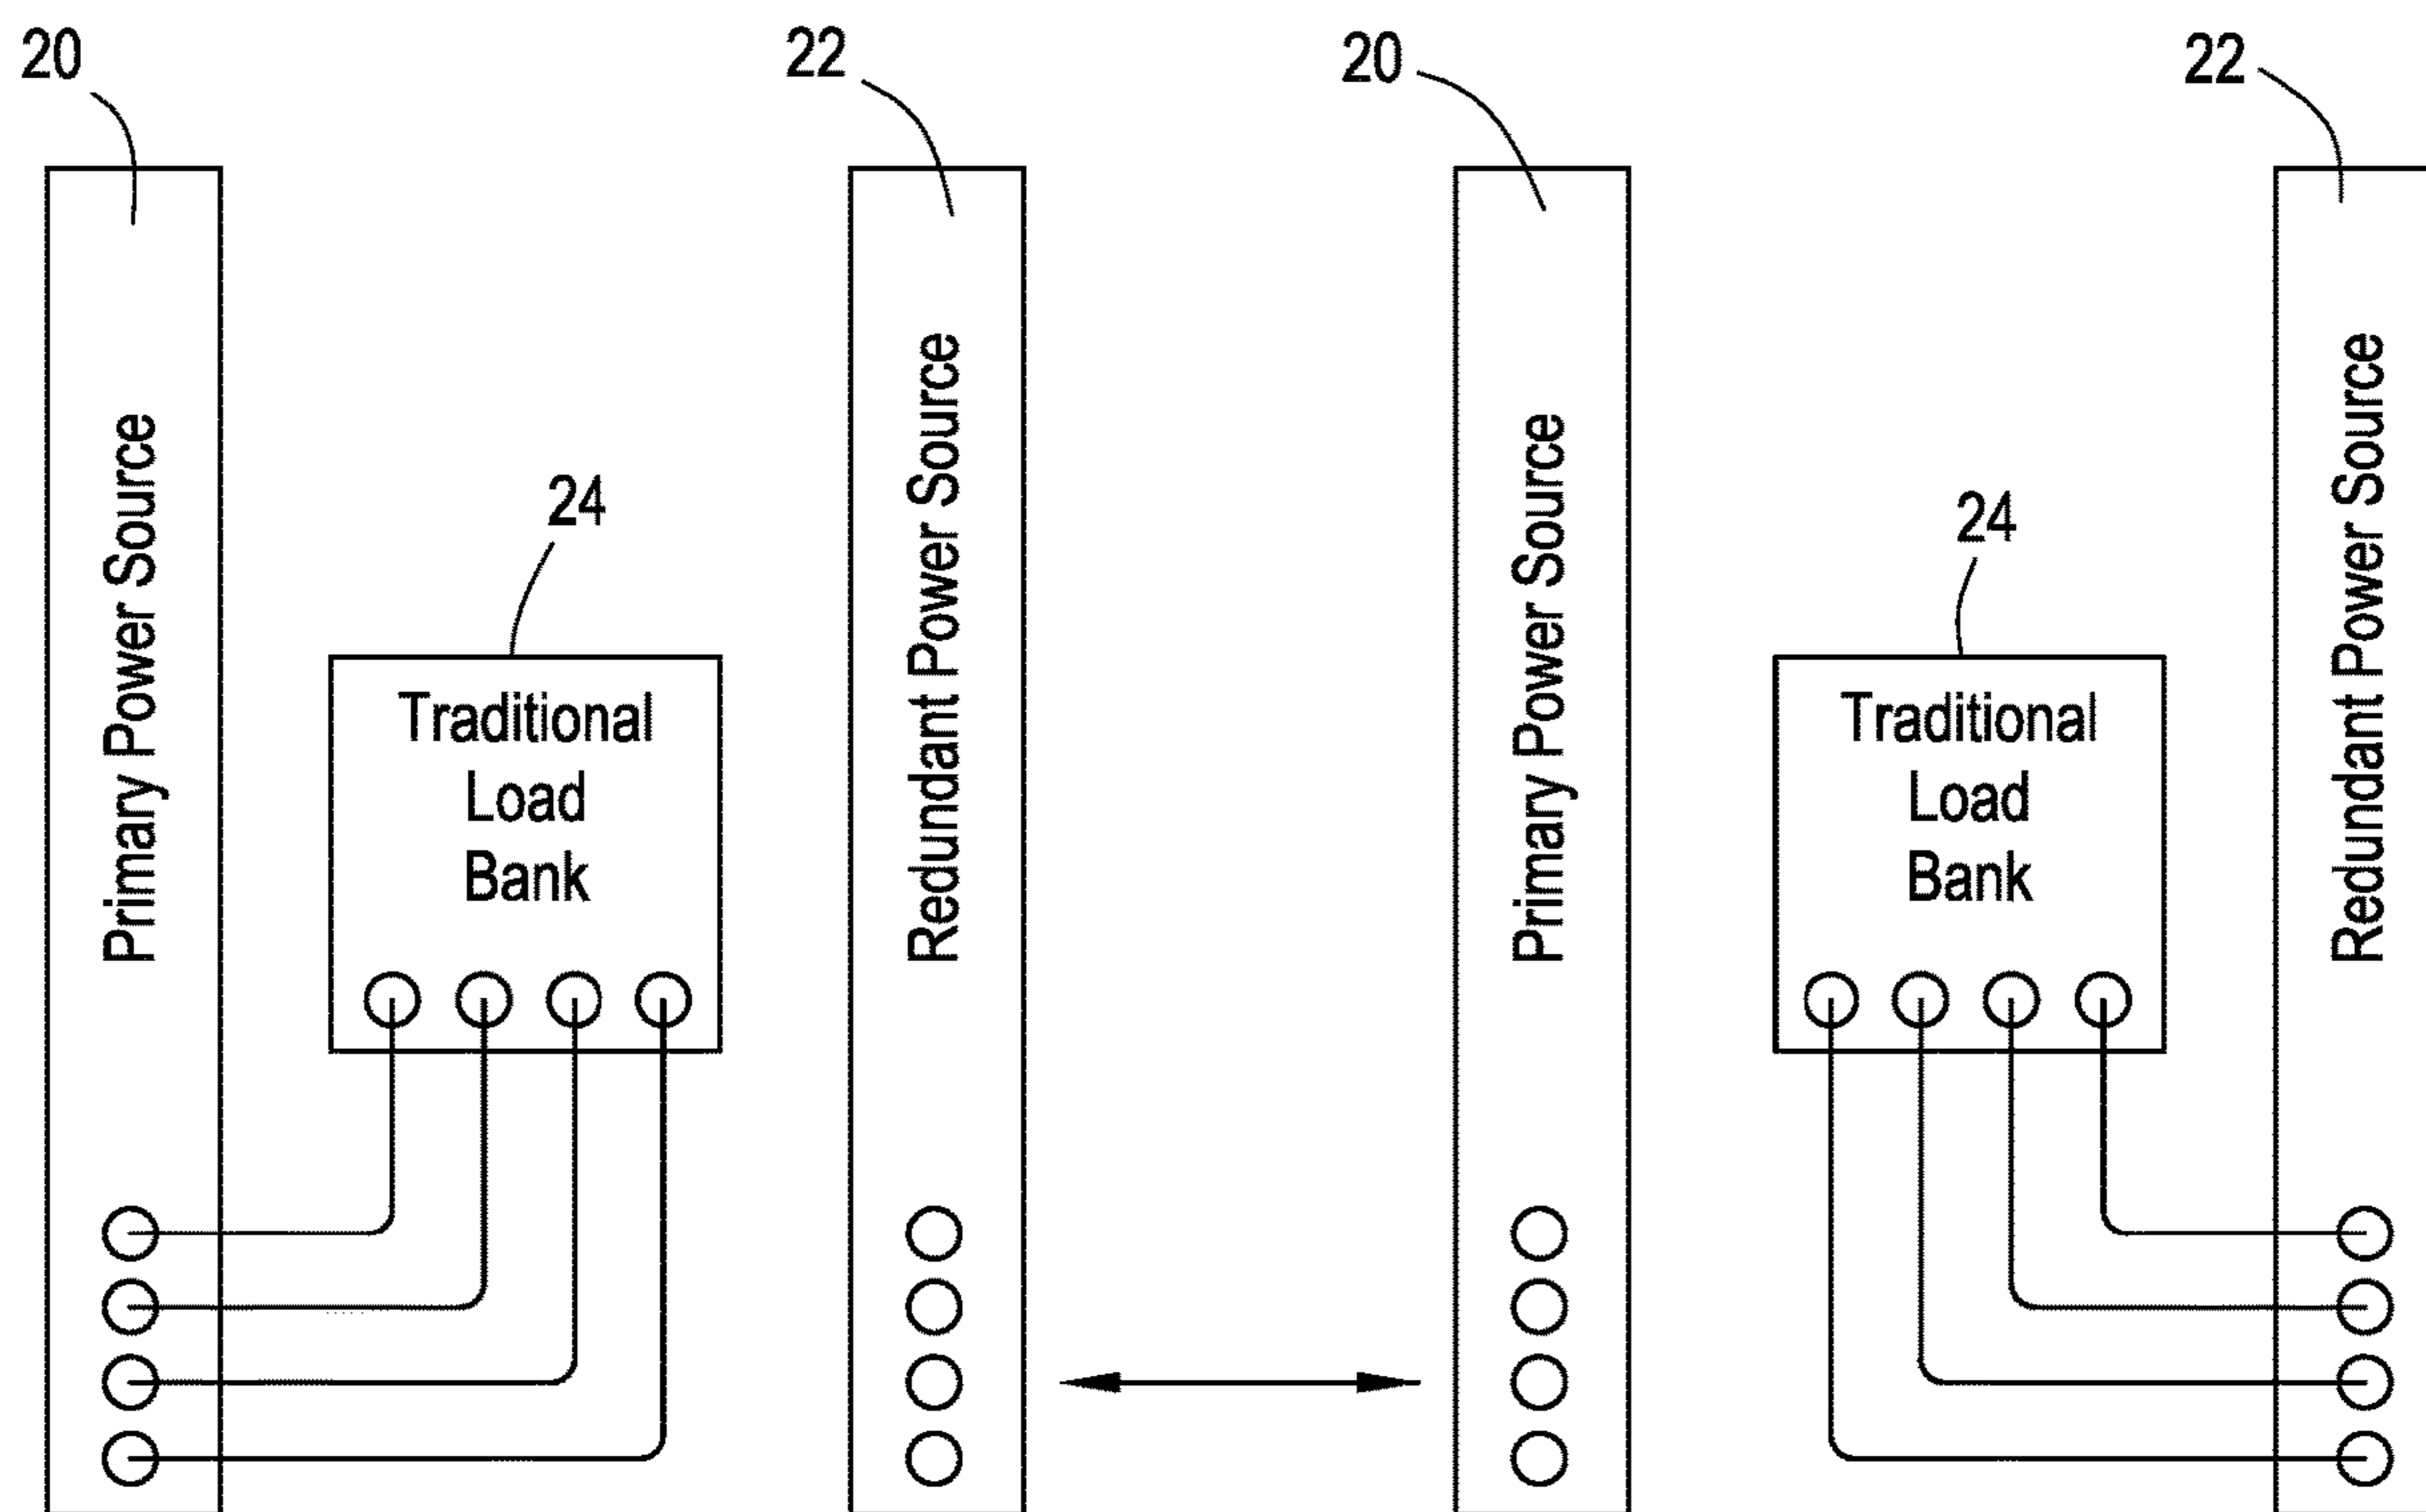 20
22
20
22
Primary Power Source
24
Traditional
Load
Bank
Redundant Power Source
Primary Power Source
24
Traditional
Load
Bank
Redundant Power Source